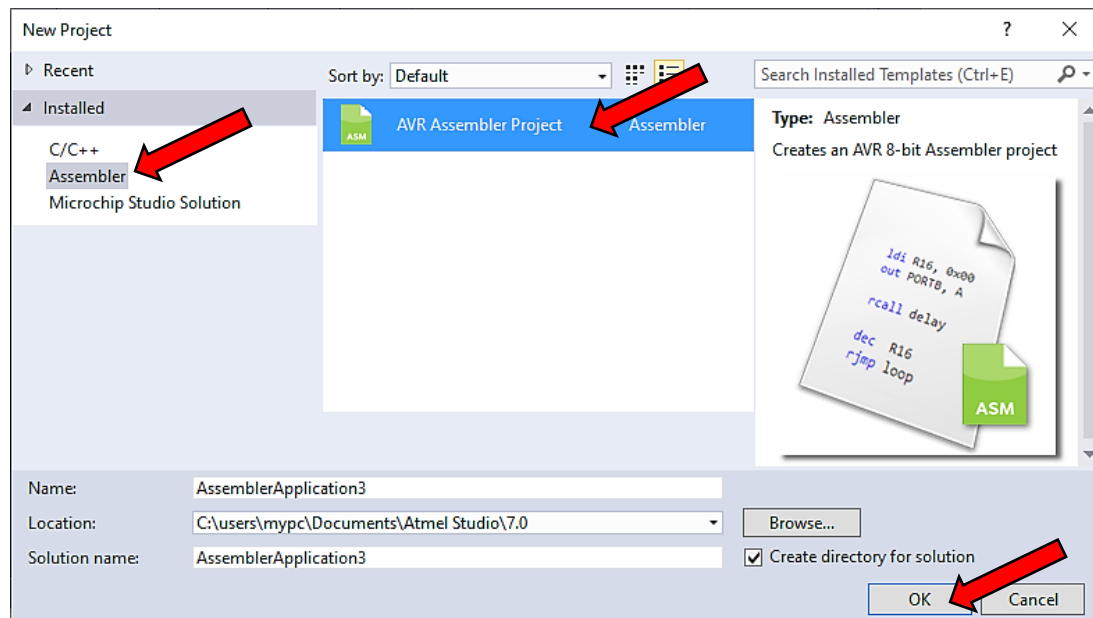 New Project
?
Recent
Sort by: Default
Search Installed Templates (Ctrl+E)
Installed
C/C++
Assembler
Microchip Studio Solution
ASM
AVR Assembler Project
Assembler
Type: Assembler
Creates an AVR 8-bit Assembler project
ldi R16, 0x00
out PORTB, A
rcall delay
dec R16
rjmp loop
ASM
Name: AssemblerApplication3
Location: C:\users\mypc\Documents\Atmel Studio\7.0
Browse...
Solution name: AssemblerApplication3
Create directory for solution
OK
Cancel